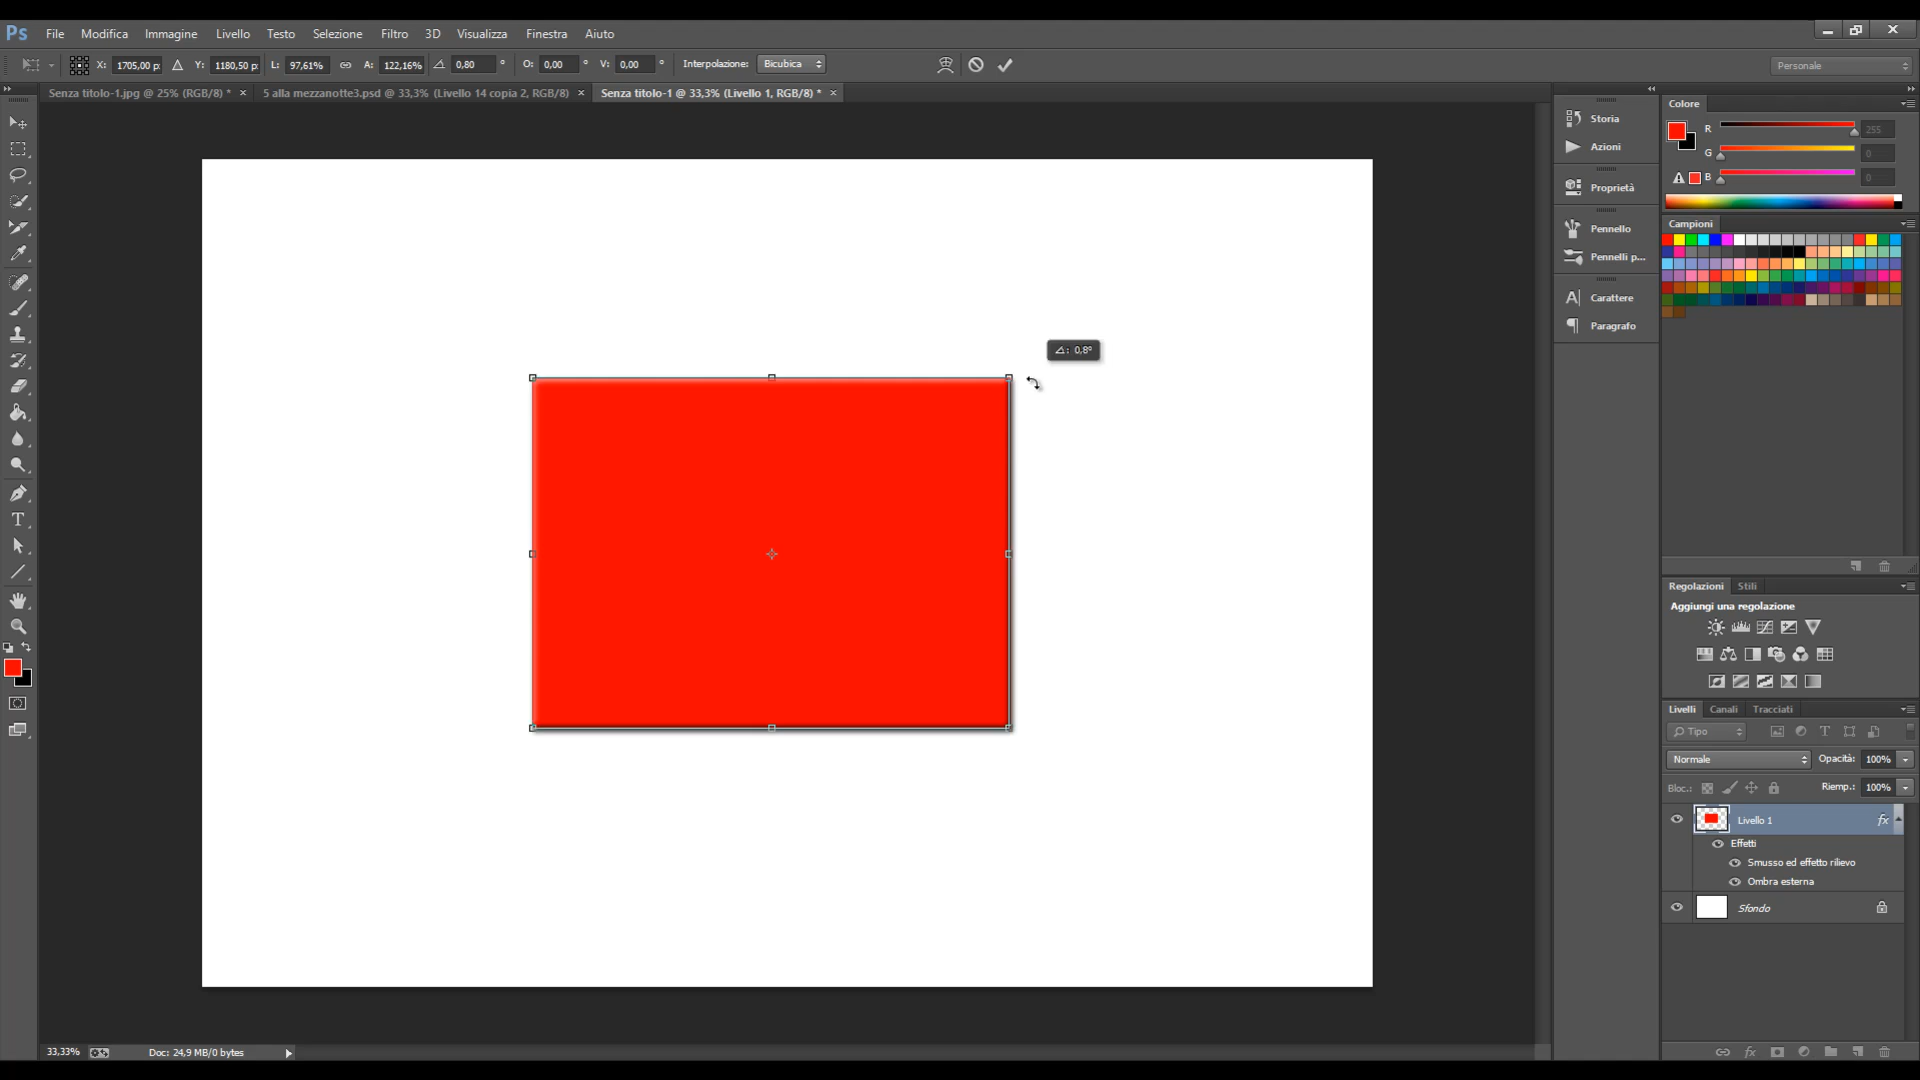 Ps File Modifica Immagine Livello Testo Selezione Filtro 3D Visualizza Finestra Aiuto
X: 1705,00 p Y: 1180,50 p L: 97,61% A: 122,16% 0,80 ° O: 0,00 ° V: 0,00 ° Interpolazione: Bicubica Personale
Senza titolo-1.jpg @ 25% (RGB/8) * × 5 alla mezzanotte3.psd @ 33,3% (Livello 14 copia 2, RGB/8) × Senza titolo-1 @ 33,3% (Livello 1, RGB/8) * ×
Storia
Azioni
Proprietà
Pennello
Pennelli p...
Carattere
Paragrafo
Colore
R 255
G 0
B 0
Campioni
: 0,8°
Regolazioni Stili
Aggiungi una regolazione
Livelli Canali Tracciati
Tipo
Normale Opacità: 100%
Bloc.: Riemp.: 100%
Livello 1 fx
Effetti
Smusso ed effetto rilievo
Ombra esterna
Sfondo
33,33% Doc: 24,9 MB/0 bytes
fx